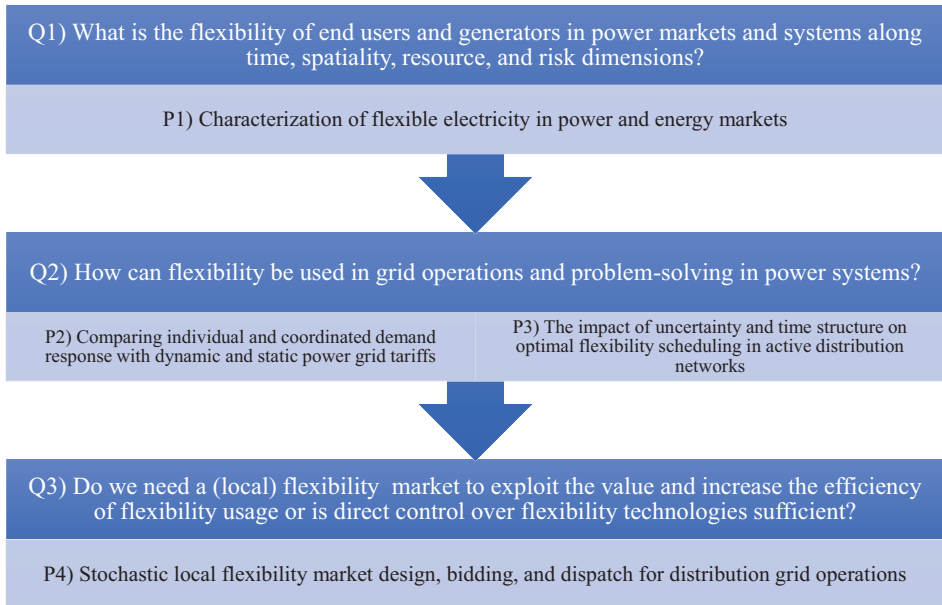 Q1) What is the flexibility of end users and generators in power markets and systems along
time, spatiality, resource, and risk dimensions?
P1) Characterization of flexible electricity in power and energy markets
Q2) How can flexibility be used in grid operations and problem-solving in power systems?
P2) Comparing individual and coordinated demand
response with dynamic and static power grid tariffs
P3) The impact of uncertainty and time structure on
optimal flexibility scheduling in active distribution
networks
Q3) Do we need a (local) flexibility market to exploit the value and increase the efficiency
of flexibility usage or is direct control over flexibility technologies sufficient?
P4) Stochastic local flexibility market design, bidding, and dispatch for distribution grid operations